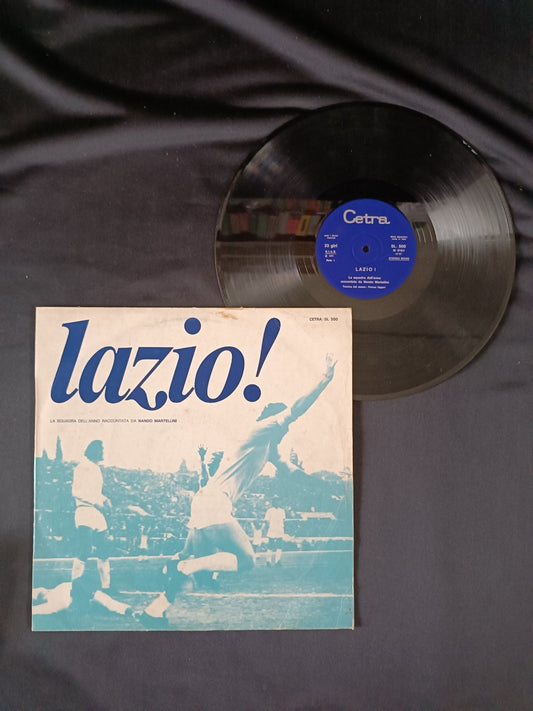 Cetra
33 giri
SL. 500
LAZIO !
La squadra dell'anno
raccontata da Nando Martellini
CETRA SL 500
lazio!
LA SQUADRA DELL'ANNO RACCONTATA DA NANDO MARTELLINI